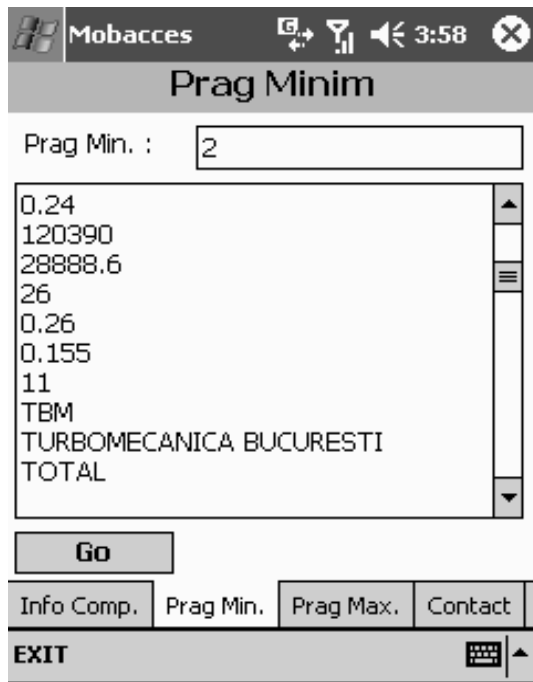 Mobacces 3:58
Prag Minim
Prag Min. : 2
0.24
120390
28888.6
26
0.26
0.155
11
TBM
TURBOMECANICA BUCURESTI
TOTAL
Go
Info Comp. Prag Min. Prag Max. Contact
EXIT